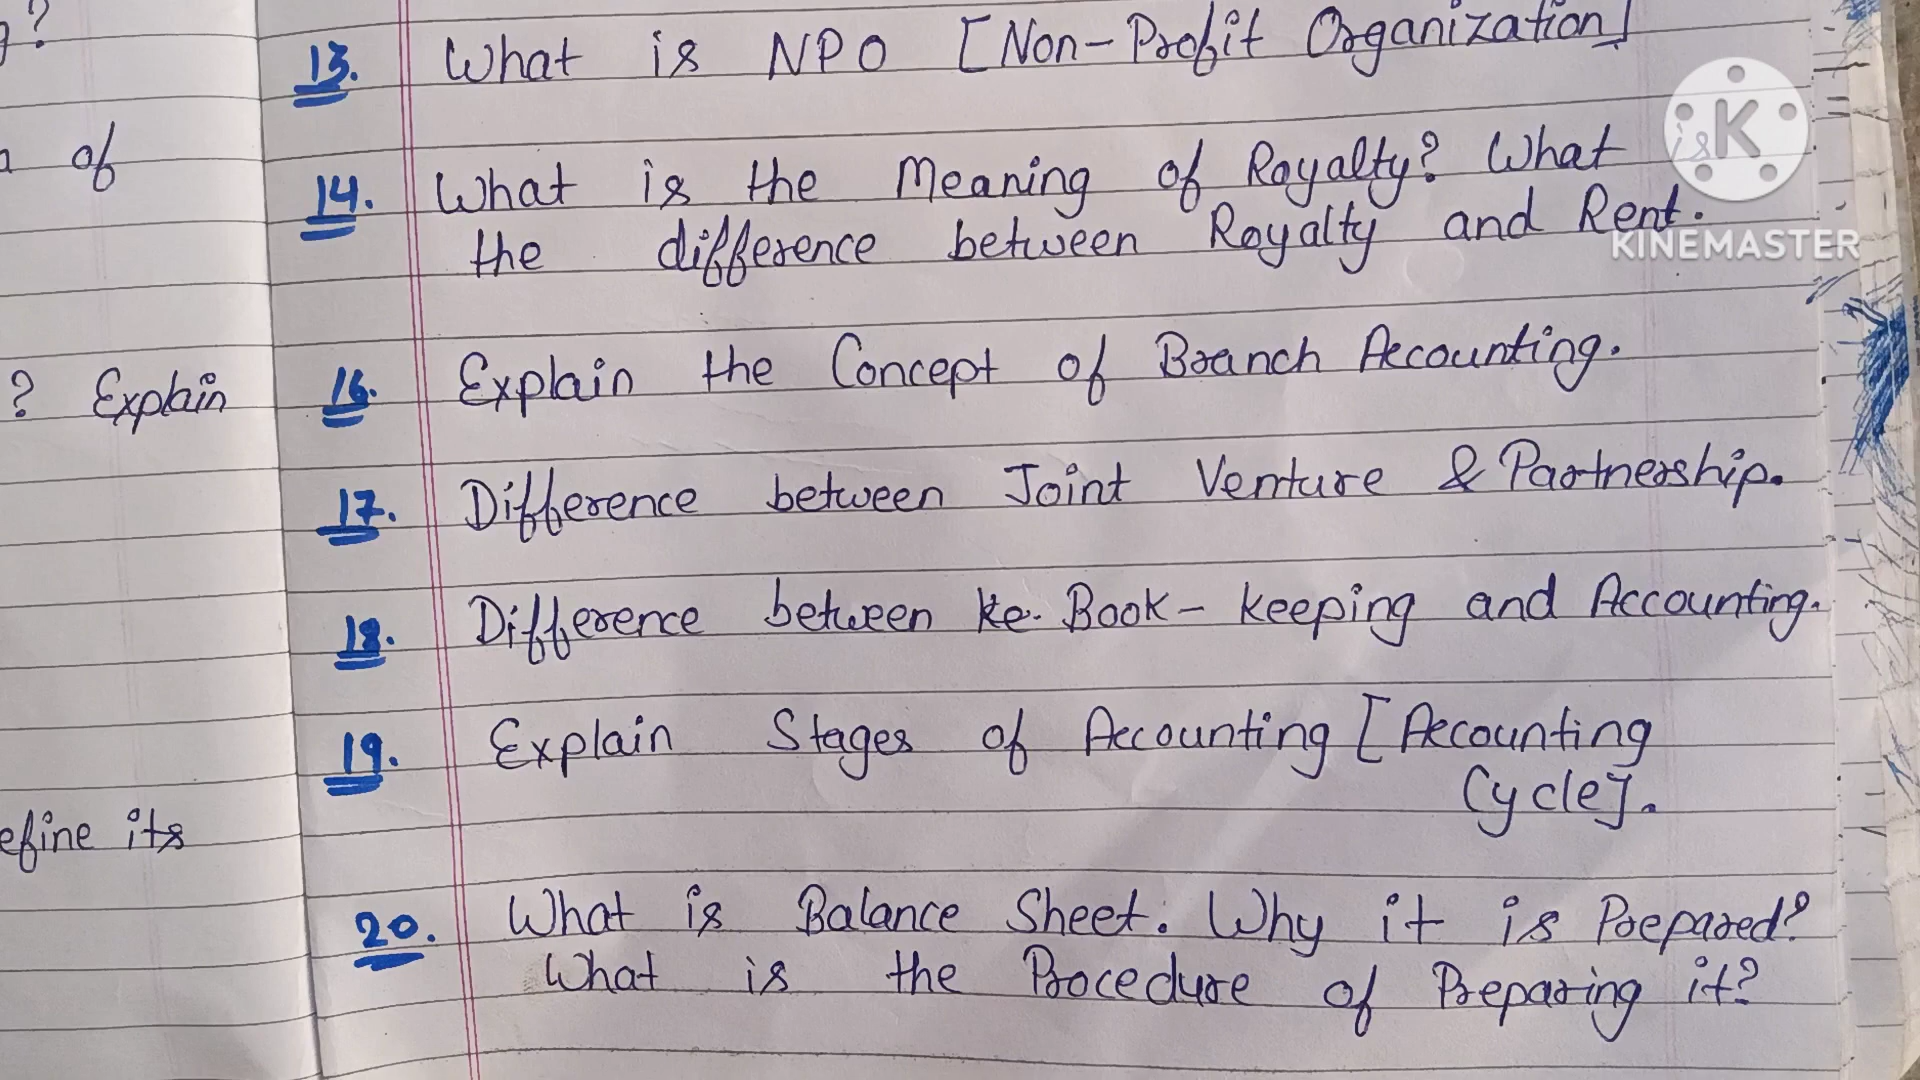 g?
of
? Explain
efine its
13. What is NPO [Non-Profit Organization]
14. What is the Meaning of Royalty? What is
the difference between Royalty and Rent.
16. Explain the Concept of Branch Accounting.
17. Difference between Joint Venture & Partnership.
18. Difference between ke. Book-keeping and Accounting.
19. Explain Stages of Accounting [Accounting
Cycle].
20. What is Balance Sheet. Why it is Prepared?
What is the Procedure of Preparing it?
K
KINEMASTER